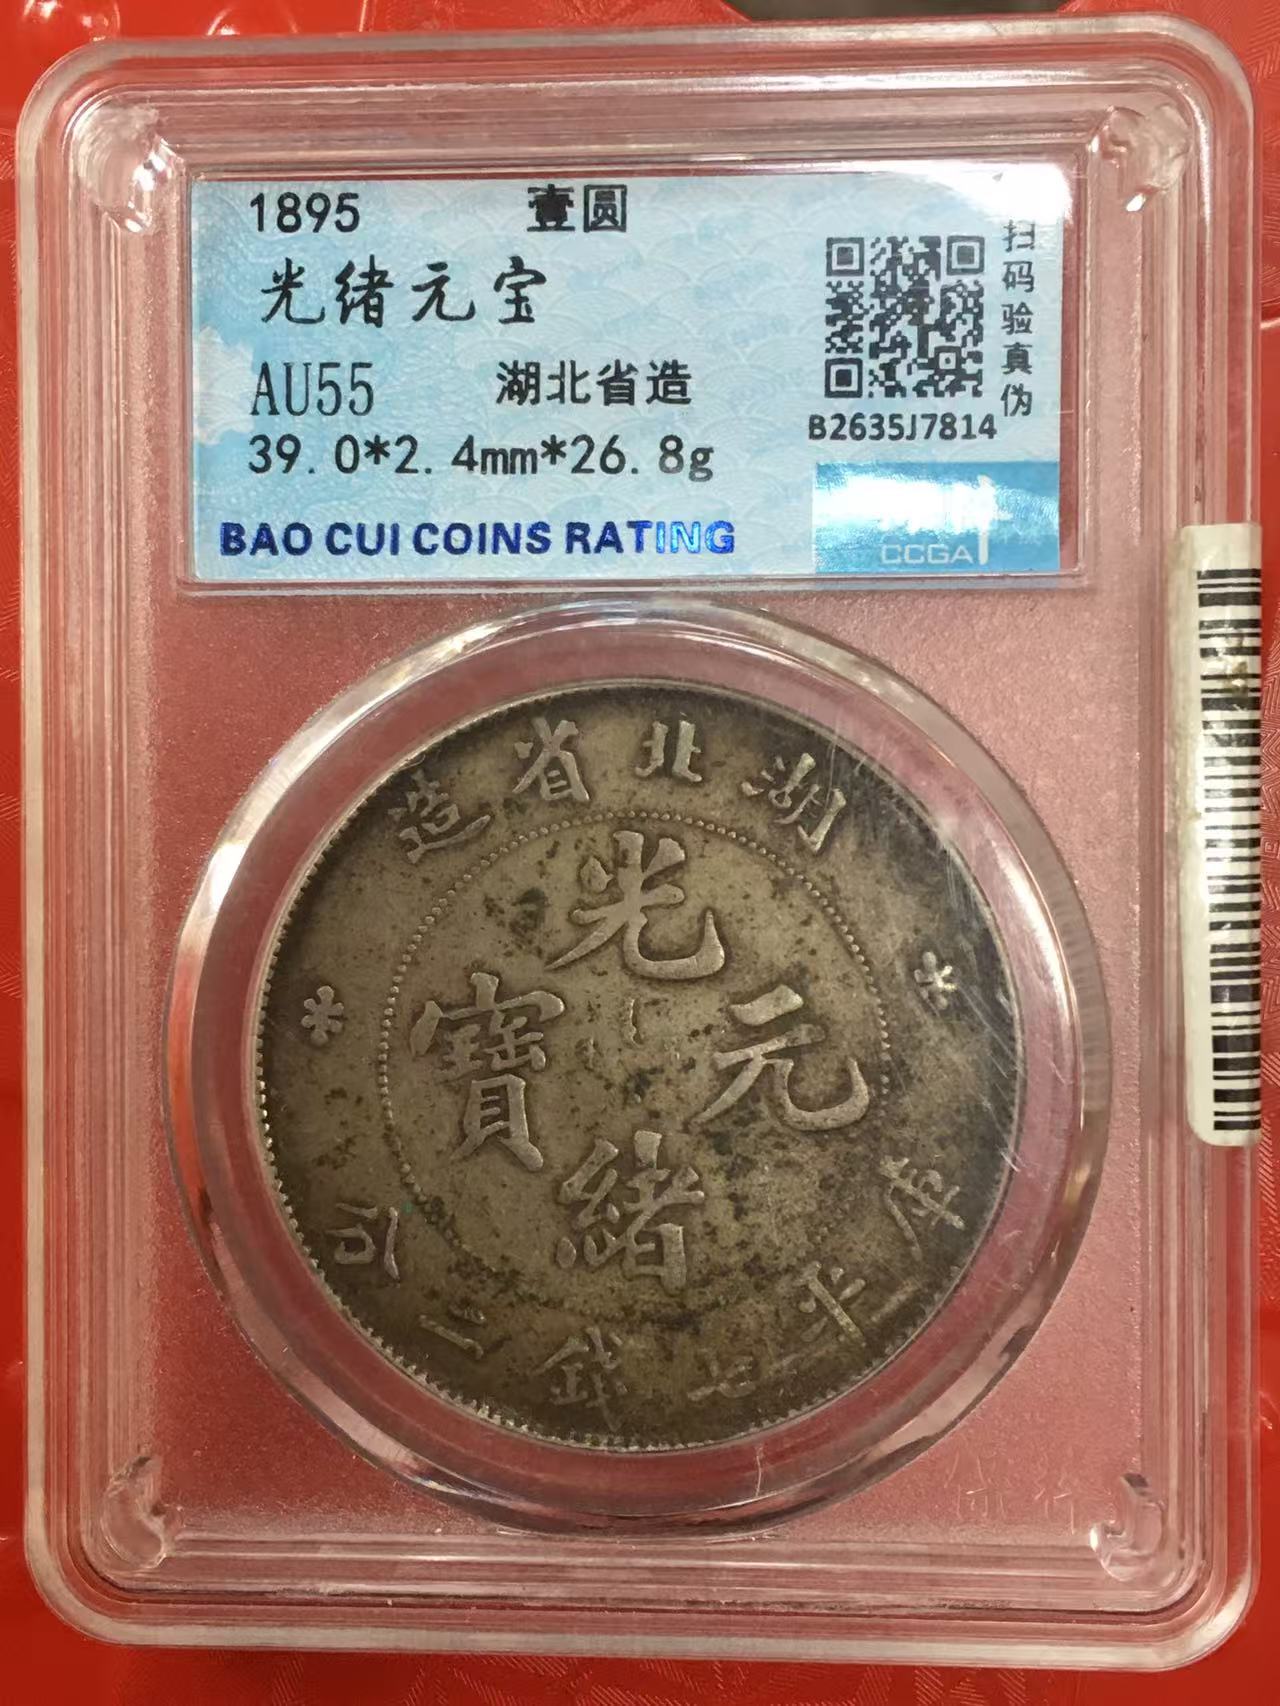 1895 壹圆
光绪元宝
AU55 湖北省造
39.0*2.4mm*26.8g
BAO CUI COINS RATING
扫码验真伪
B2635J7814
CCGA
湖北省造
光緒元寶
庫平七錢二分